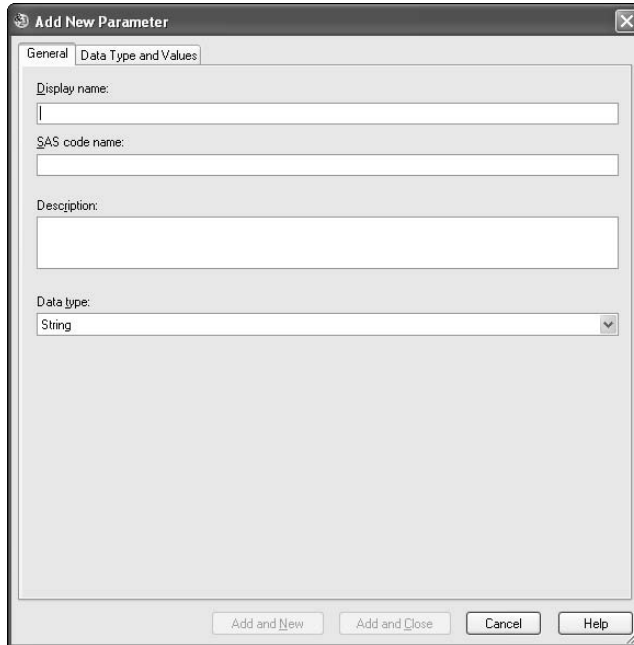 Add New Parameter
General Data Type and Values
Display name:
SAS code name:
Description:
Data type:
String
Add and New Add and Close Cancel Help